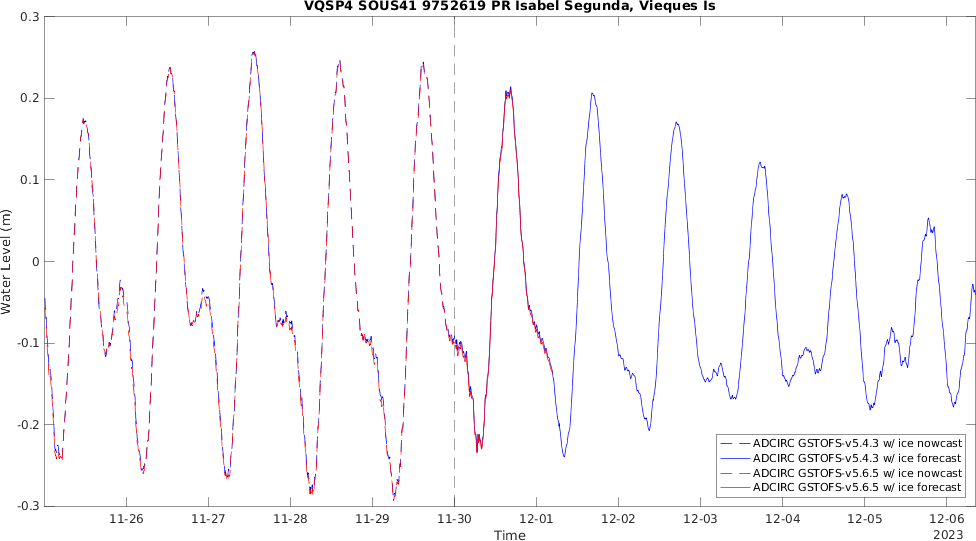 VQSP4 SOUS41 9752619 PR Isabel Segunda, Vieques Is
0.3
0.2
0.1
0
-0.1
-0.2
-0.3
Water Level (m)
ADCIRC GSTOFS-v5.4.3 w/ ice nowcast
ADCIRC GSTOFS-v5.4.3 w/ ice forecast
ADCIRC GSTOFS-v5.6.5 w/ ice nowcast
ADCIRC GSTOFS-v5.6.5 w/ ice forecast
11-26 11-27 11-28 11-29 11-30 12-01 12-02 12-03 12-04 12-05 12-06
Time
2023